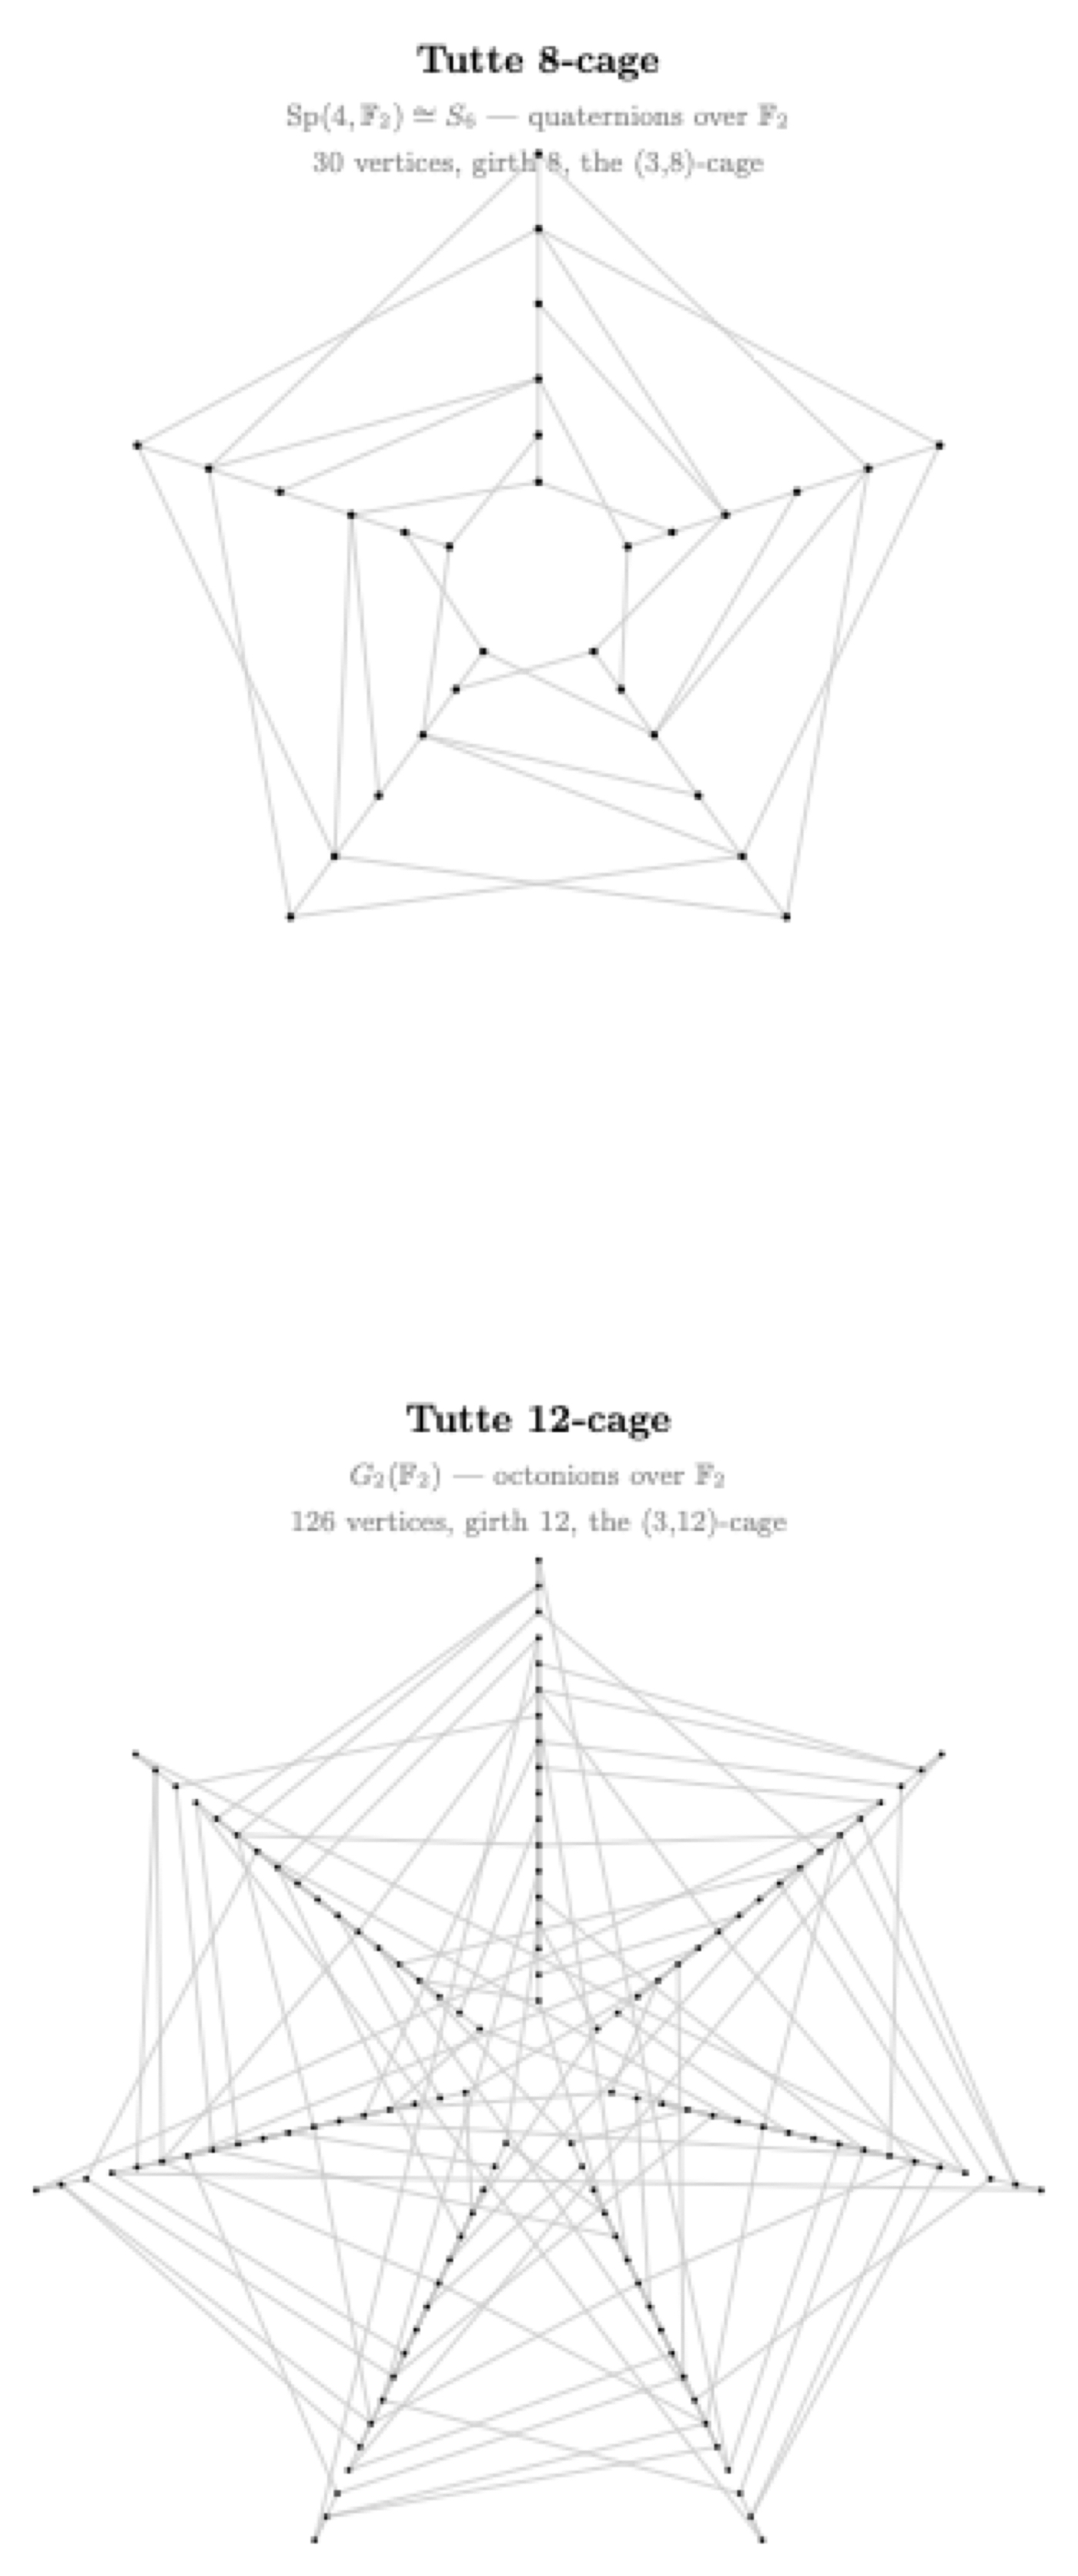 Tutte 8-cage
Sp(4, 𝔽₂) ≅ S₆ — quaternions over 𝔽₂
30 vertices, girth 8, the (3,8)-cage
Tutte 12-cage
G₂(𝔽₂) — octonions over 𝔽₂
126 vertices, girth 12, the (3,12)-cage